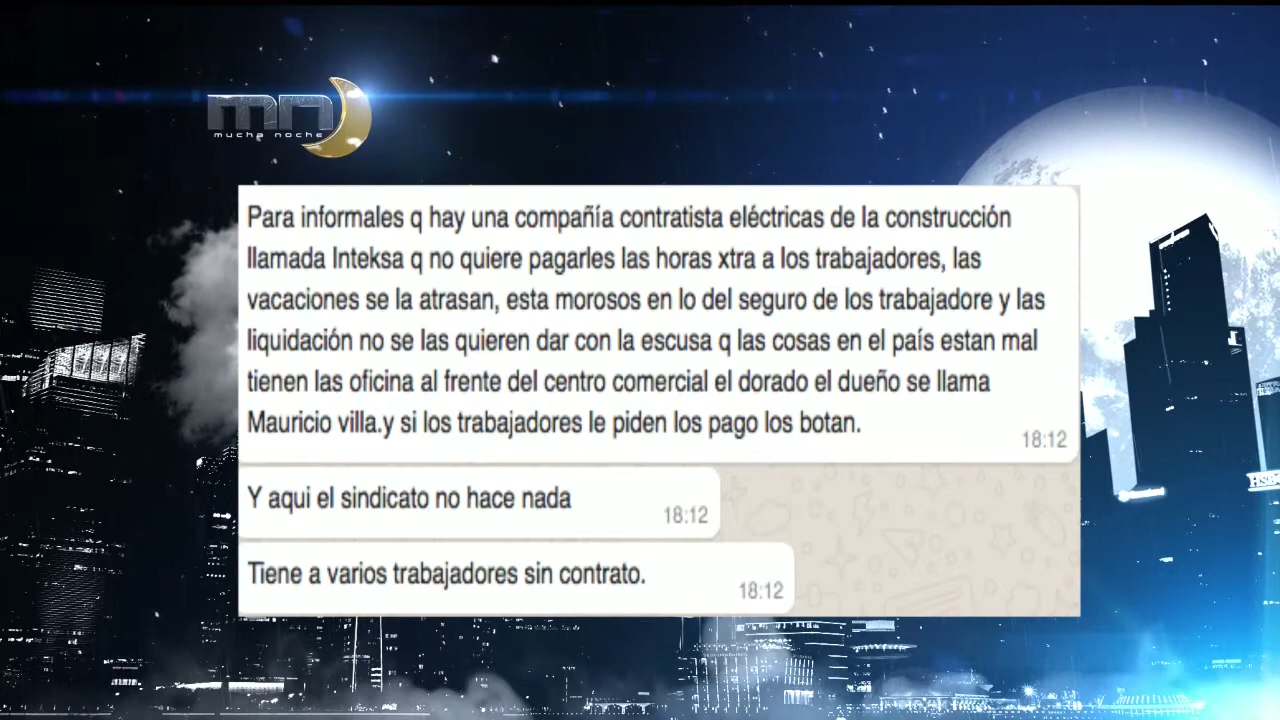 mn
mucha noche
Para informales q hay una compañía contratista eléctricas de la construcción
llamada Inteksa q no quiere pagarles las horas xtra a los trabajadores, las
vacaciones se la atrasan, esta morosos en lo del seguro de los trabajadore y las
liquidación no se las quieren dar con la escusa q las cosas en el país estan mal
tienen las oficina al frente del centro comercial el dorado el dueño se llama
Mauricio villa.y si los trabajadores le piden los pago los botan.
18:12
Y aqui el sindicato no hace nada
18:12
Tiene a varios trabajadores sin contrato.
18:12